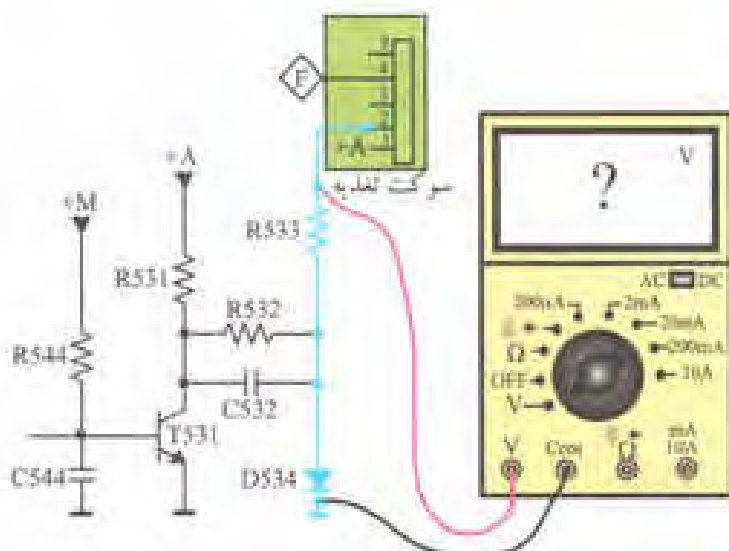 F
+A
سوکت تغذیه
+M
+A
R533
R531
R532
R544
C532
T531
C544
D534
?
V
AC DC
200μA
2mA
20mA
200mA
10A
Ω
OFF
V
V
Com
mA
10A